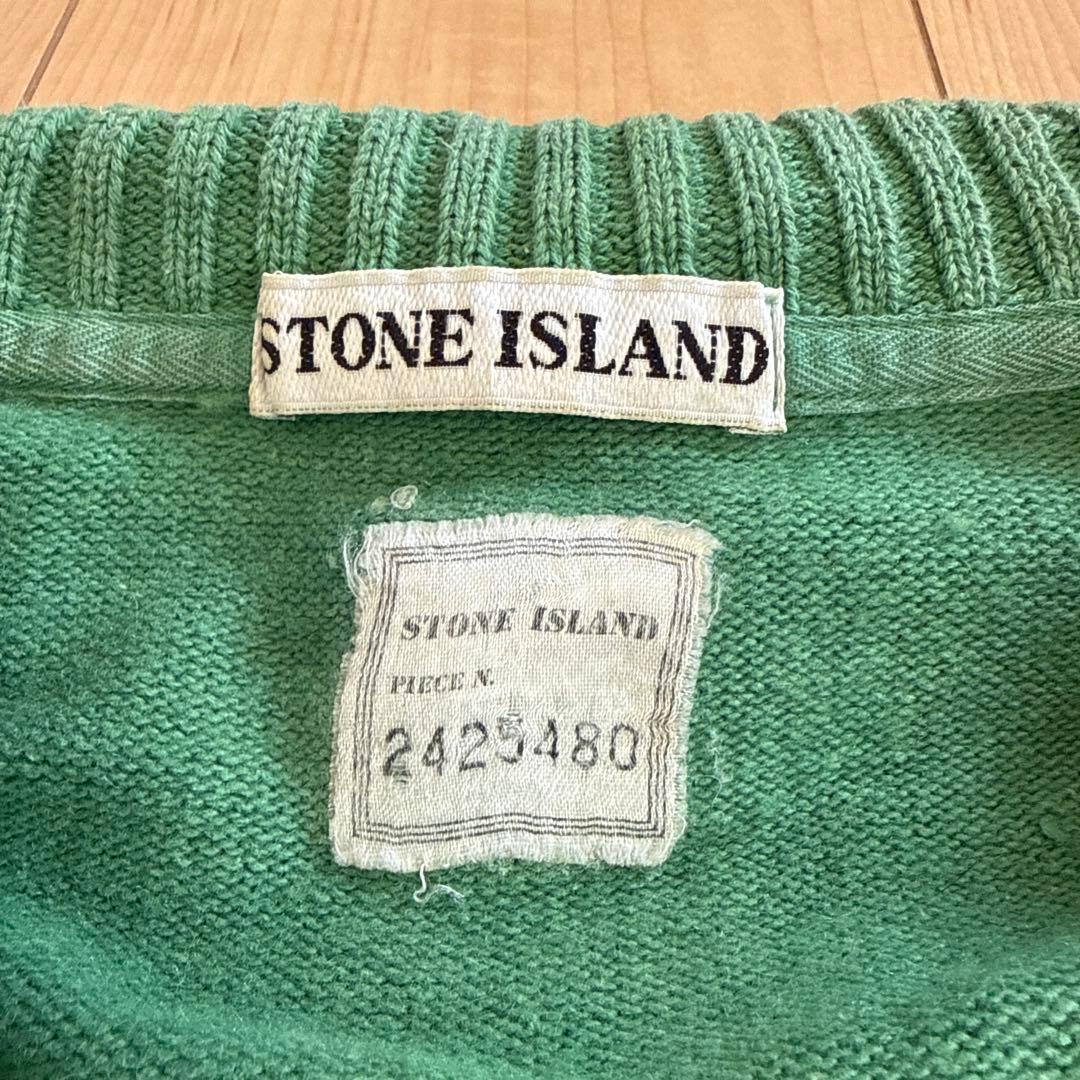 STONE ISLAND
STONE ISLAND
PIECE N.
2425480